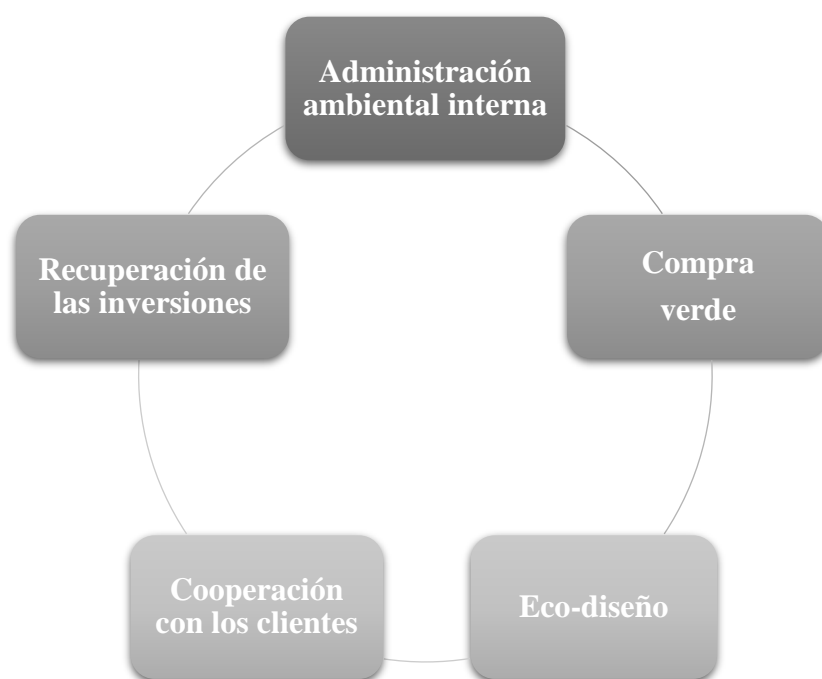 Administración
ambiental interna
Compra
verde
Eco-diseño
Cooperación
con los clientes
Recuperación de
las inversiones